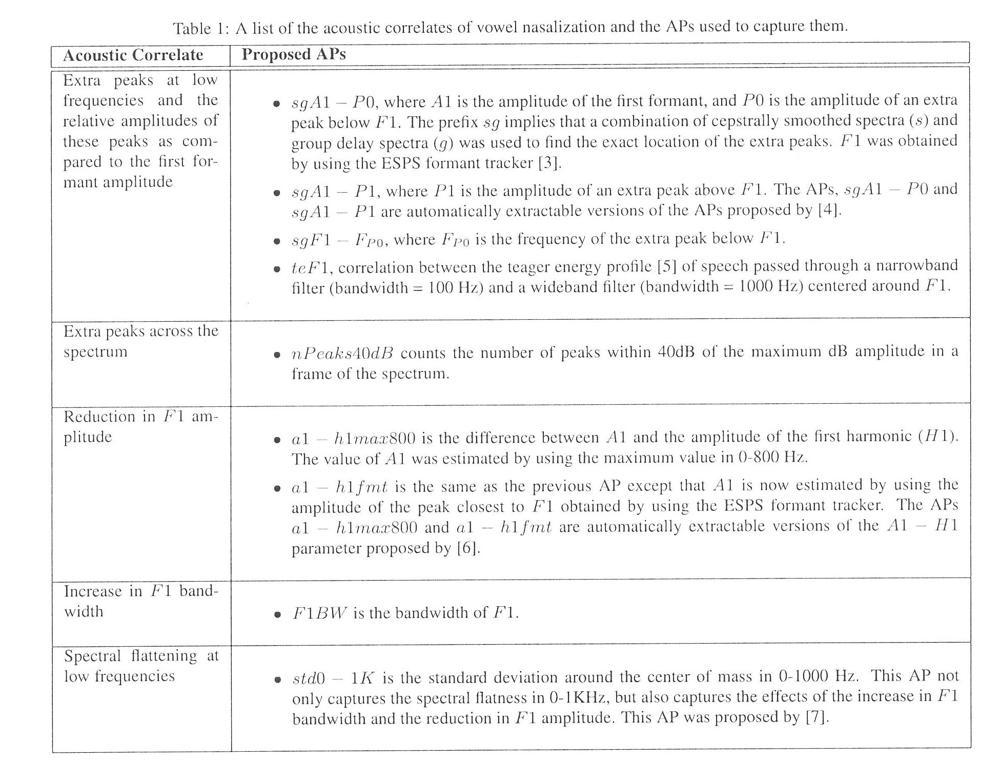 Table 1: A list of the acoustic correlates of vowel nasalization and the APs used to capture them.
Acoustic Correlate
Proposed APs
Extra peaks at low
frequencies and the
relative amplitudes of
these peaks as com-
pared to the first for-
mant amplitude
• sgA1 − P0, where A1 is the amplitude of the first formant, and P0 is the amplitude of an extra
peak below F1. The prefix sg implies that a combination of cepstrally smoothed spectra (s) and
group delay spectra (g) was used to find the exact location of the extra peaks. F1 was obtained
by using the ESPS formant tracker [3].
• sgA1 − P1, where P1 is the amplitude of an extra peak above F1. The APs, sgA1 − P0 and
sgA1 − P1 are automatically extractable versions of the APs proposed by [4].
• sgF1 − FP0, where FP0 is the frequency of the extra peak below F1.
• teF1, correlation between the teager energy profile [5] of speech passed through a narrowband
filter (bandwidth = 100 Hz) and a wideband filter (bandwidth = 1000 Hz) centered around F1.
Extra peaks across the
spectrum
• nPeaks40dB counts the number of peaks within 40dB of the maximum dB amplitude in a
frame of the spectrum.
Reduction in F1 am-
plitude
• a1 − h1max800 is the difference between A1 and the amplitude of the first harmonic (H1).
The value of A1 was estimated by using the maximum value in 0-800 Hz.
• a1 − h1fmt is the same as the previous AP except that A1 is now estimated by using the
amplitude of the peak closest to F1 obtained by using the ESPS formant tracker. The APs
a1 − h1max800 and a1 − h1fmt are automatically extractable versions of the A1 − H1
parameter proposed by [6].
Increase in F1 band-
width
• F1BW is the bandwidth of F1.
Spectral flattening at
low frequencies
• std0 − 1K is the standard deviation around the center of mass in 0-1000 Hz. This AP not
only captures the spectral flatness in 0-1KHz, but also captures the effects of the increase in F1
bandwidth and the reduction in F1 amplitude. This AP was proposed by [7].